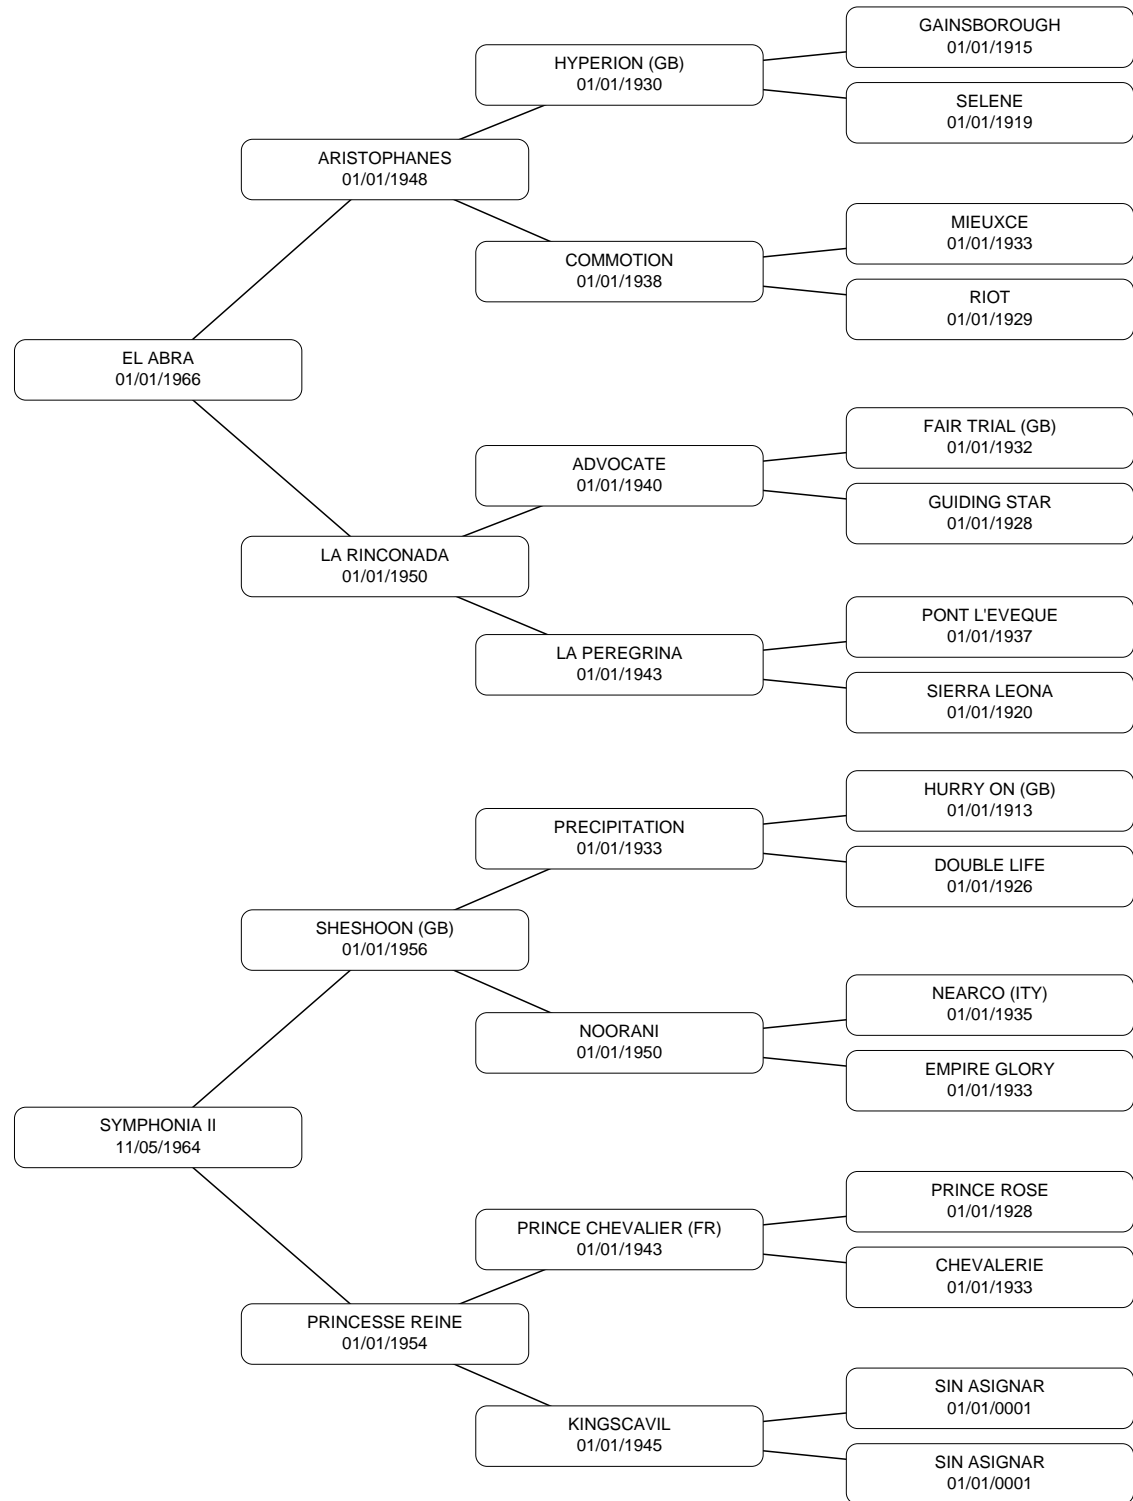 GAINSBOROUGH
01/01/1915
HYPERION (GB)
01/01/1930
SELENE
01/01/1919
ARISTOPHANES
01/01/1948
MIEUXCE
01/01/1933
COMMOTION
01/01/1938
RIOT
01/01/1929
EL ABRA
01/01/1966
FAIR TRIAL (GB)
01/01/1932
ADVOCATE
01/01/1940
GUIDING STAR
01/01/1928
LA RINCONADA
01/01/1950
PONT L'EVEQUE
01/01/1937
LA PEREGRINA
01/01/1943
SIERRA LEONA
01/01/1920
HURRY ON (GB)
01/01/1913
PRECIPITATION
01/01/1933
DOUBLE LIFE
01/01/1926
SHESHOON (GB)
01/01/1956
NEARCO (ITY)
01/01/1935
NOORANI
01/01/1950
EMPIRE GLORY
01/01/1933
SYMPHONIA II
11/05/1964
PRINCE ROSE
01/01/1928
PRINCE CHEVALIER (FR)
01/01/1943
CHEVALERIE
01/01/1933
PRINCESSE REINE
01/01/1954
SIN ASIGNAR
01/01/0001
KINGSCAVIL
01/01/1945
SIN ASIGNAR
01/01/0001